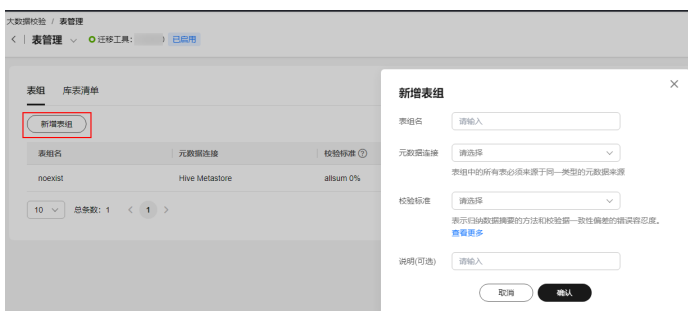 大数据校验 / 表管理
< | 表管理 迁移工具: ) 已启用
表组 库表清单
新增表组
表组名 元数据连接 校验标准 ?
noexist Hive Metastore allsum 0%
10 总条数: 1 < 1 >
新增表组
表组名 请输入
元数据连接 请选择
表组中的所有表必须来源于同一类型的元数据来源
校验标准 请选择
表示归纳数据摘要的方法和校验据一致性偏差的错误容忍度。
查看更多
说明(可选) 请输入
取消 确认